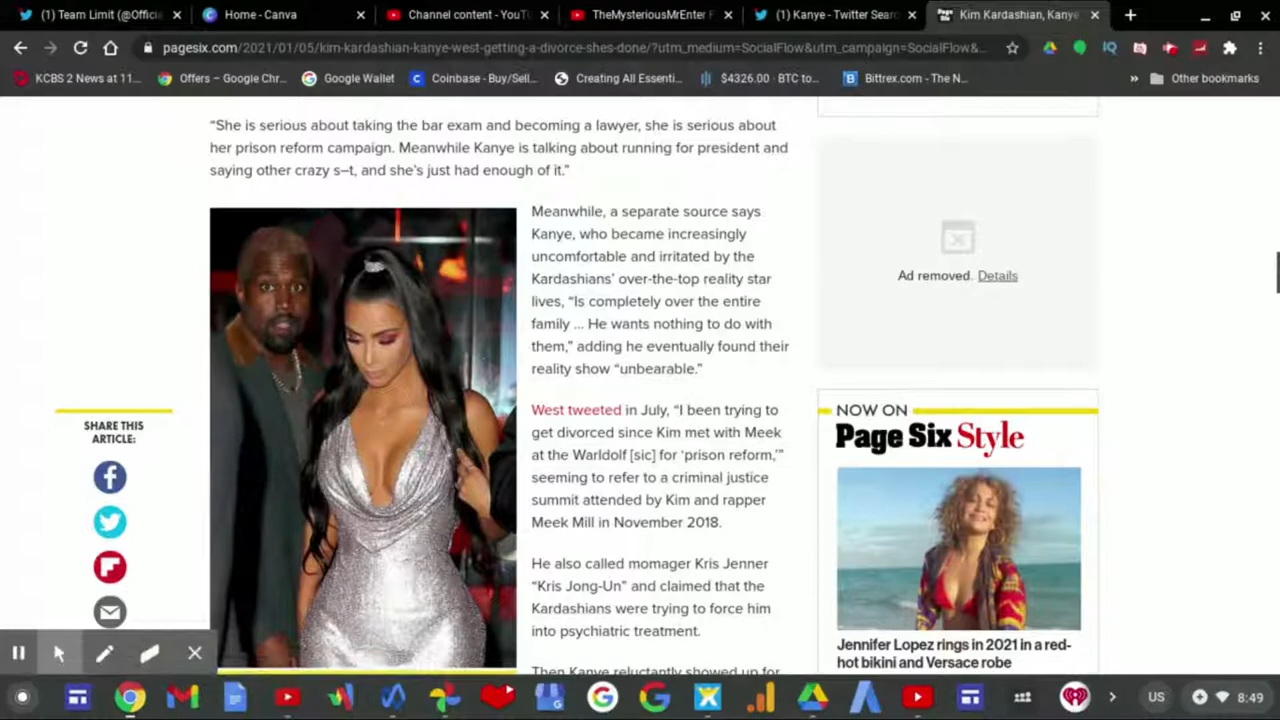 (1) Team Limit (@Officia
Home - Canva
Channel content - YouTu
TheMysteriousMrEnter F
(1) Kanye - Twitter Searc
Kim Kardashian, Kanye
pagesix.com/2021/01/05/kim-kardashian-kanye-west-getting-a-divorce-shes-done/?utm_medium=SocialFlow&utm_campaign=SocialFlow&...
KCBS 2 News at 11...
Offers – Google Chr...
Google Wallet
Coinbase - Buy/Sell...
Creating All Essenti...
$4326.00 · BTC to...
Bittrex.com - The N...
»
Other bookmarks
“She is serious about taking the bar exam and becoming a lawyer, she is serious about
her prison reform campaign. Meanwhile Kanye is talking about running for president and
saying other crazy s–t, and she’s just had enough of it.”
Meanwhile, a separate source says
Kanye, who became increasingly
uncomfortable and irritated by the
Kardashians’ over-the-top reality star
lives, “Is completely over the entire
family ... He wants nothing to do with
them,” adding he eventually found their
reality show “unbearable.”
West tweeted in July, “I been trying to
get divorced since Kim met with Meek
at the Warldolf [sic] for ‘prison reform,’”
seeming to refer to a criminal justice
summit attended by Kim and rapper
Meek Mill in November 2018.
He also called momager Kris Jenner
“Kris Jong-Un” and claimed that the
Kardashians were trying to force him
into psychiatric treatment.
Then Kanye reluctantly showed up for
SHARE THIS
ARTICLE:
Ad removed. Details
NOW ON
Page Six Style
Jennifer Lopez rings in 2021 in a red-
hot bikini and Versace robe
US
8:49